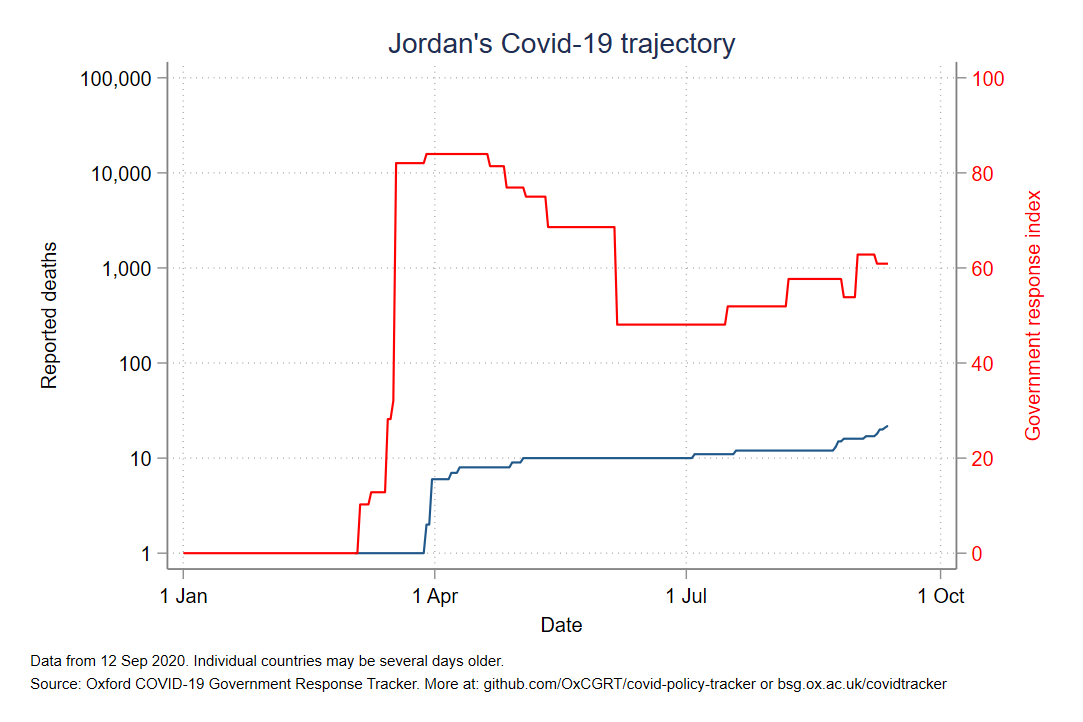 Jordan's Covid-19 trajectory
100,000
10,000
1,000
100
10
1
Reported deaths
100
80
60
40
20
0
Government response index
1 Jan
1 Apr
1 Jul
1 Oct
Date
Data from 12 Sep 2020. Individual countries may be several days older.
Source: Oxford COVID-19 Government Response Tracker. More at: github.com/OxCGRT/covid-policy-tracker or bsg.ox.ac.uk/covidtracker